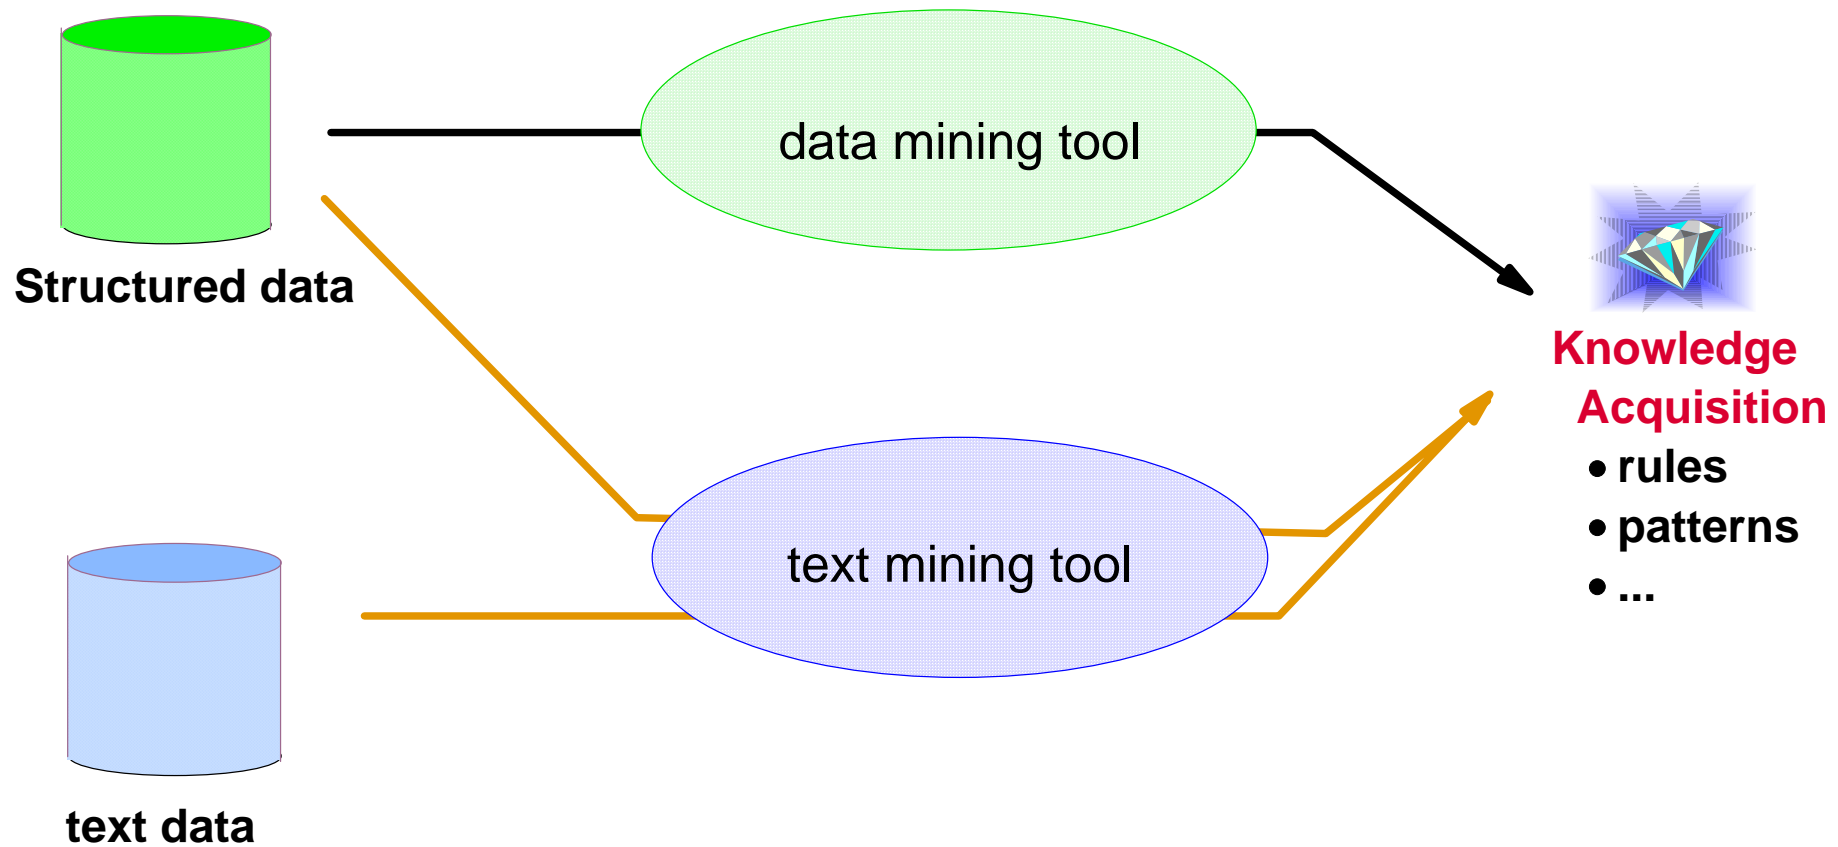 data mining tool
Structured data
Knowledge
Acquisition
• rules
• patterns
• ...
text mining tool
text data